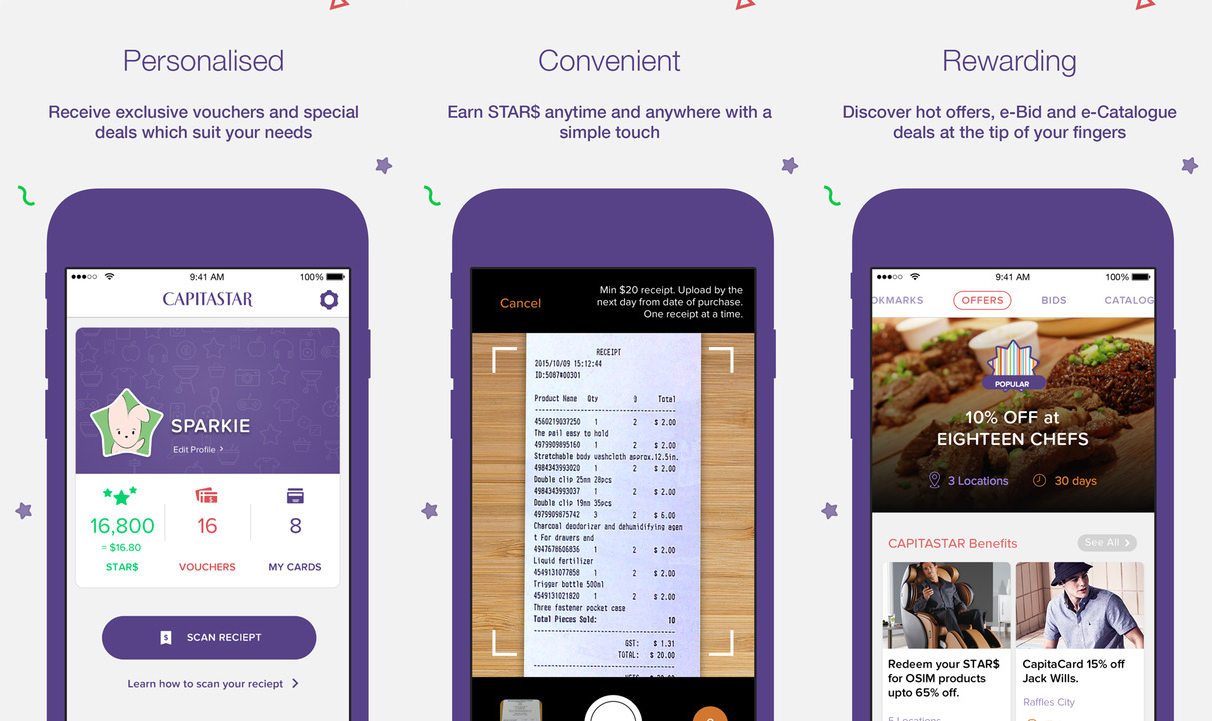 Personalised
Receive exclusive vouchers and special
deals which suit your needs
9:41 AM
100%
CAPITASTAR
SPARKIE
Edit Profile >
16,800
= $16.80
STAR$
16
VOUCHERS
8
MY CARDS
$
SCAN RECIEPT
Learn how to scan your reciept >
Convenient
Earn STAR$ anytime and anywhere with a
simple touch
Cancel
Min $20 receipt. Upload by the
next day from date of purchase.
One receipt at a time.
RECEIPT
2015/10/09 15:12:44
ID:5087#00301
Product Name Qty @ Total
4560219037250 1 2 $ 2.00
The pail easy to hold
4979909895160 1 2 $ 2.00
Stretchable body washcloth approx.12.5in.
4984343993020 1 2 $ 2.00
Double clip 25mm 28pcs
4984343993037 1 2 $ 2.00
Double clip 19mm 35pcs
4979909875742 3 2 $ 6.00
Charcoal deodorizer and dehumidifying agen
t For drawers and
4947678606836 1 2 $ 2.00
Liquid fertilizer
4549131077858 1 2 $ 2.00
Trigger bottle 500ml
4549131021820 1 2 $ 2.00
Three fastener pocket case
Total Pieces Sold: 10
GST: $ 1.31
TOTAL: $ 20.00
Rewarding
Discover hot offers, e-Bid and e-Catalogue
deals at the tip of your fingers
9:41 AM
100%
OKMARKS
OFFERS
BIDS
CATALOG
POPULAR
10% OFF at
EIGHTEEN CHEFS
3 Locations
30 days
CAPITASTAR Benefits
See All >
Redeem your STAR$
for OSIM products
upto 65% off.
5 Locations
CapitaCard 15% off
Jack Wills.
Raffles City